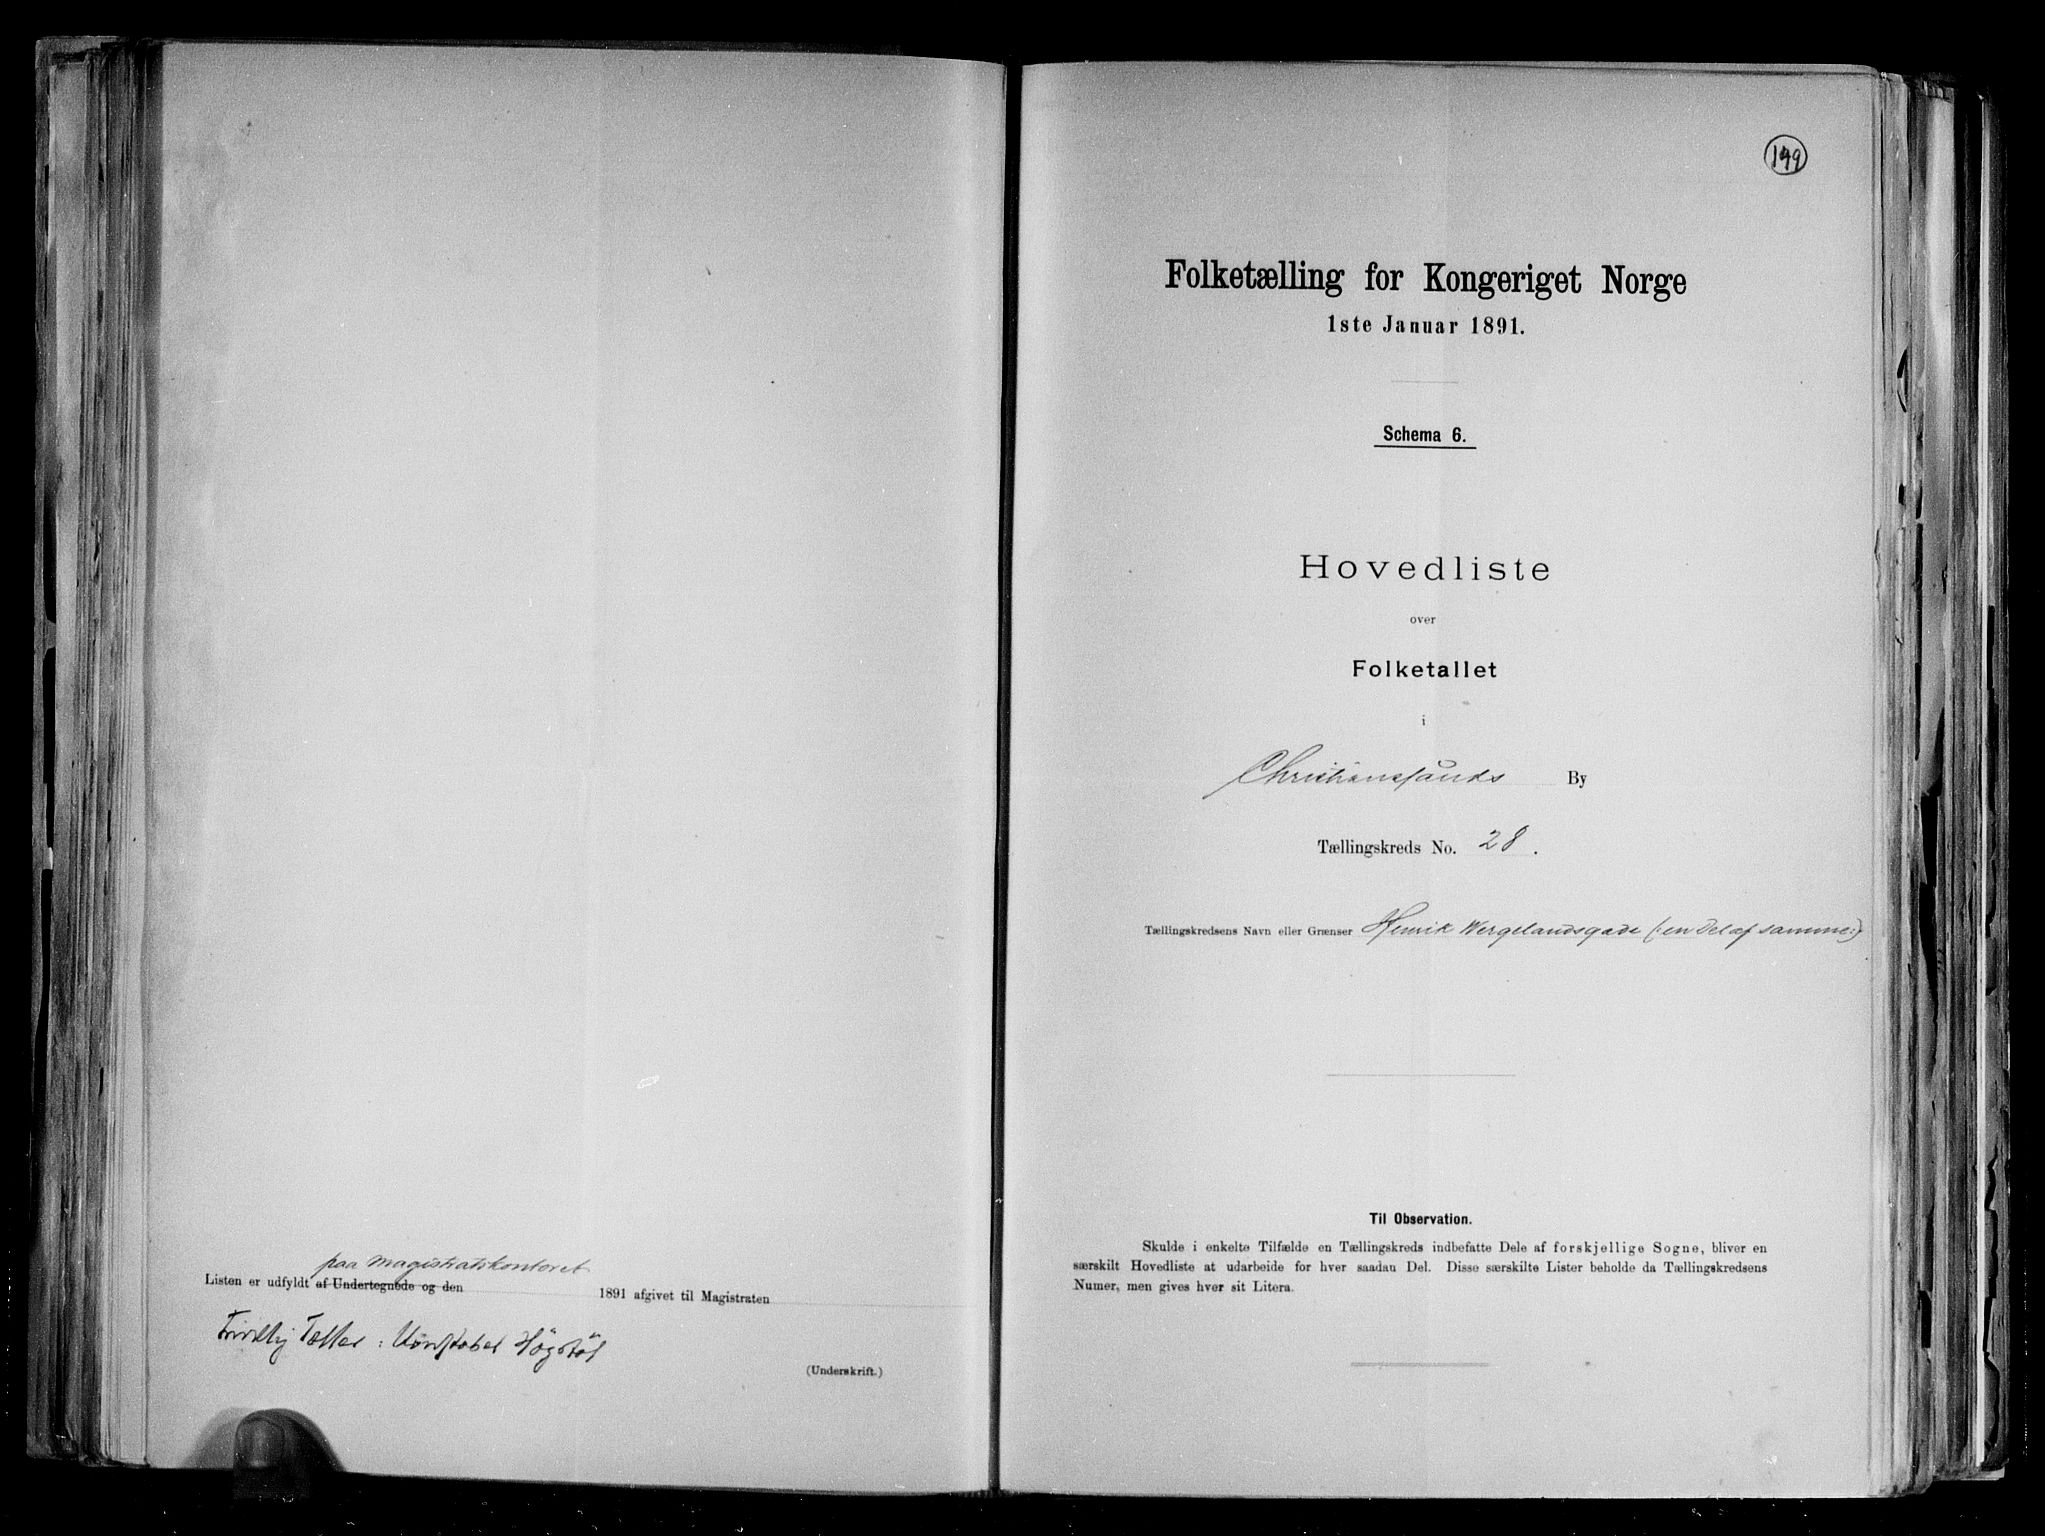 paa Magistratskontoret
Listen er udfyldt af Undertegnede og den 1891 afgivet til Magistraten
Frivillig Tæller: Konstabel Högstöl
(Underskrift.)
149
Folketælling for Kongeriget Norge
1ste Januar 1891.
Schema 6.
Hovedliste
over
Folketallet
i
Christianssands By
Tællingskreds No. 28.
Tællingskredsens Navn eller Grænser Henrik Wergelandsgade (: en Del af samme :)
Til Observation.
Skulde i enkelte Tilfælde en Tællingskreds indbefatte Dele af forskjellige Sogne, bliver en
særskilt Hovedliste at udarbeide for hver saadan Del. Disse særskilte Lister beholde da Tællingskredsens
Numer, men gives hver sit Litera.